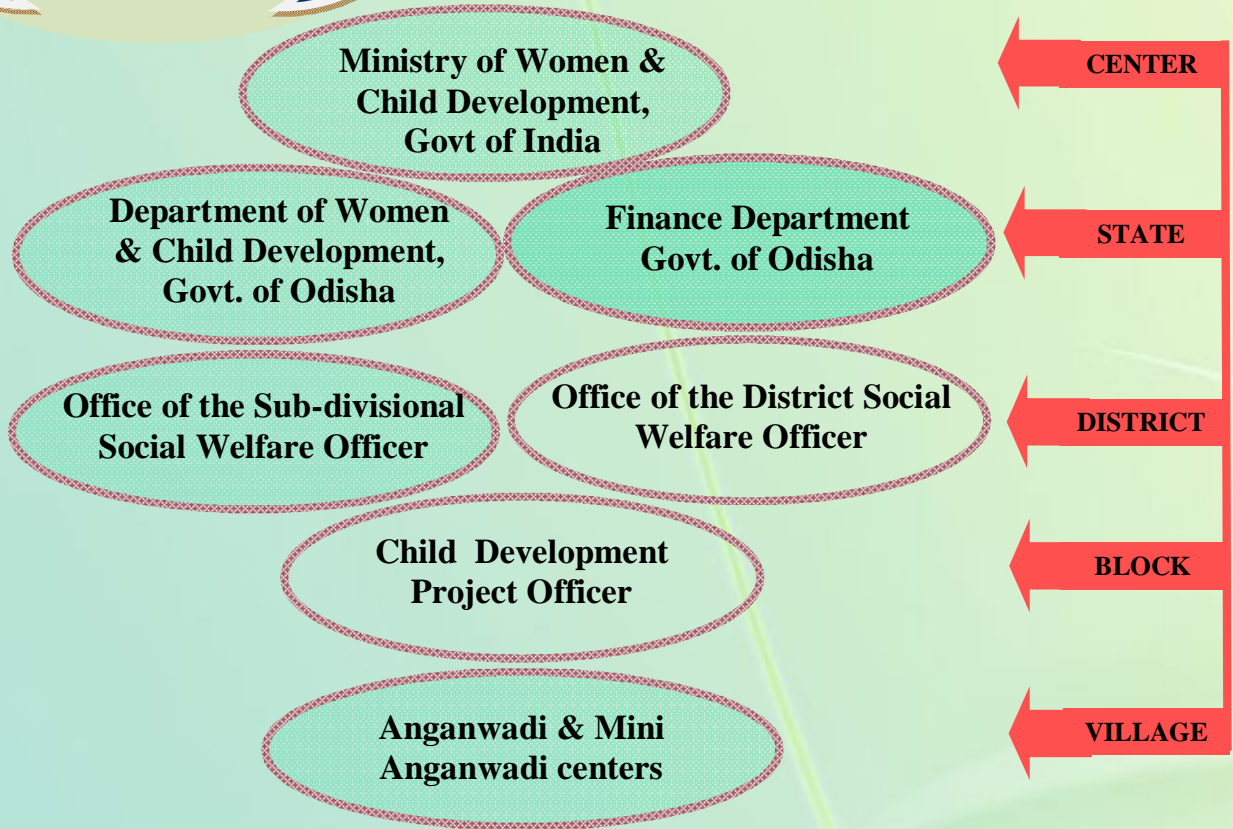 Ministry of Women &
Child Development,
Govt of India
CENTER
Department of Women
& Child Development,
Govt. of Odisha
Finance Department
Govt. of Odisha
STATE
Office of the Sub-divisional
Social Welfare Officer
Office of the District Social
Welfare Officer
DISTRICT
Child Development
Project Officer
BLOCK
Anganwadi & Mini
Anganwadi centers
VILLAGE